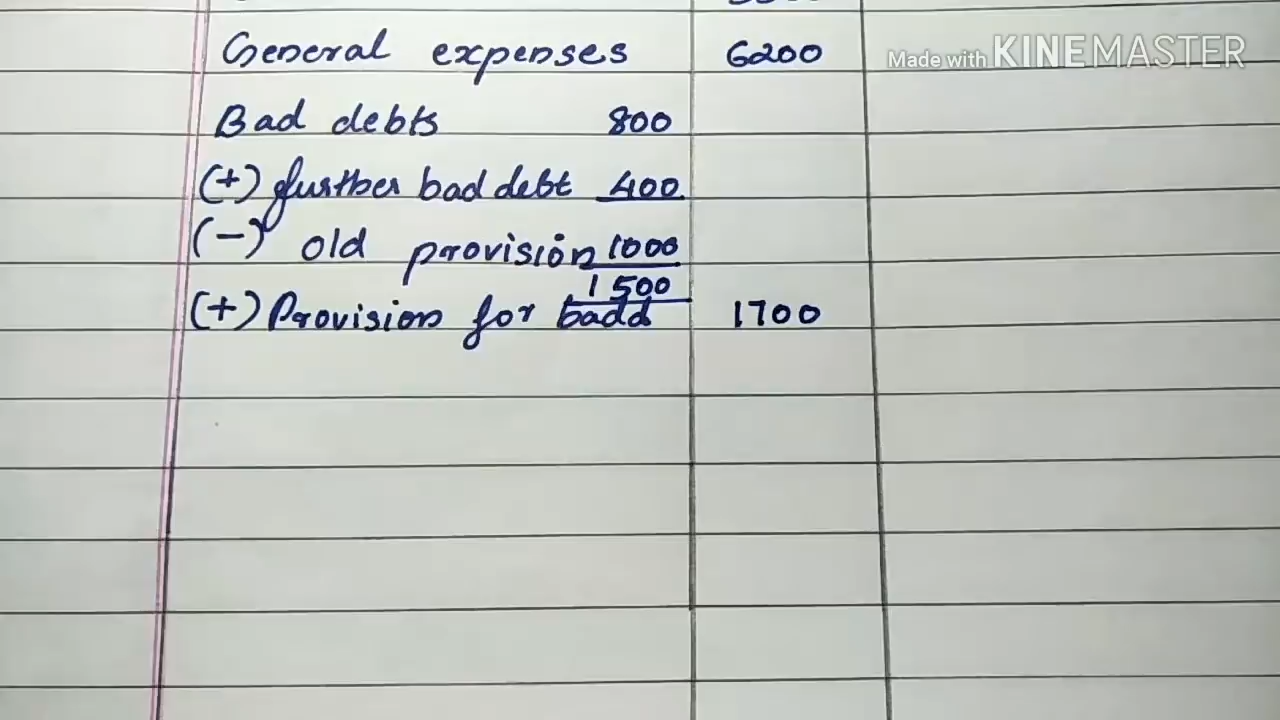 General expenses 6200
Made with KINEMASTER
Bad debts 800
(+) further bad debt 400
(-) old provision 1000
1500
(+) Provision for badd 1700